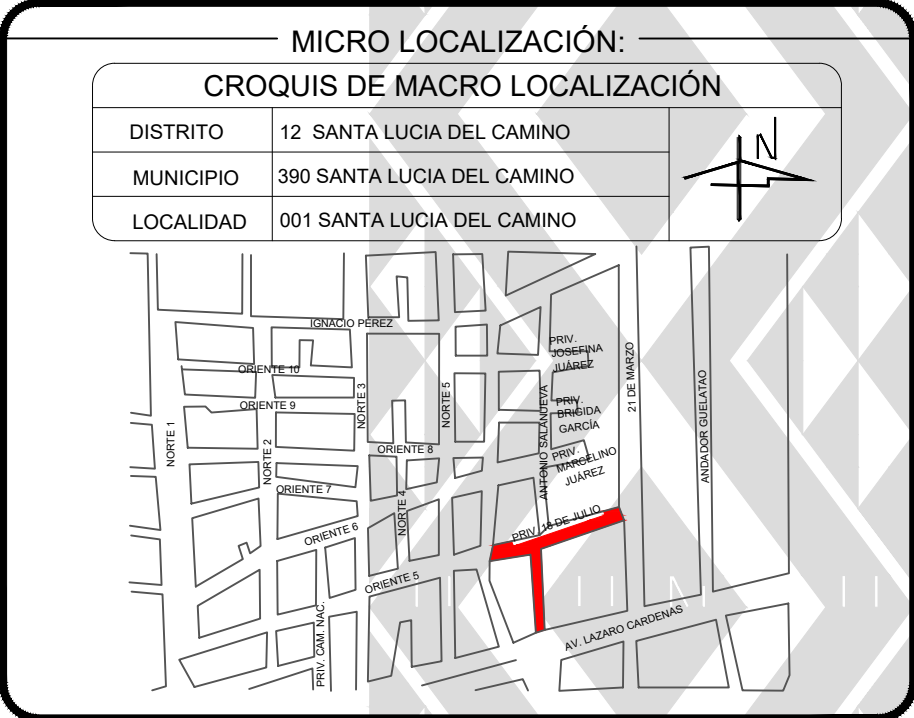 MICRO LOCALIZACIÓN:
CROQUIS DE MACRO LOCALIZACIÓN
DISTRITO 12 SANTA LUCIA DEL CAMINO
MUNICIPIO 390 SANTA LUCIA DEL CAMINO
LOCALIDAD 001 SANTA LUCIA DEL CAMINO
N
IGNACIO PEREZ
ORIENTE 10
ORIENTE 9
NORTE 1
NORTE 2
NORTE 3
NORTE 5
ORIENTE 8
ORIENTE 7
NORTE 4
ORIENTE 6
ORIENTE 5
PRIV. CAM. NAC.
PRIV.
JOSEFINA
JUÁREZ
ANTONIO SALANUEVA
PRIV.
BRIGIDA
GARCÍA
PRIV.
MARCELINO
JUÁREZ
21 DE MARZO
ANDADOR GUELATAO
PRIV. 18 DE JULIO
AV. LAZARO CARDENAS